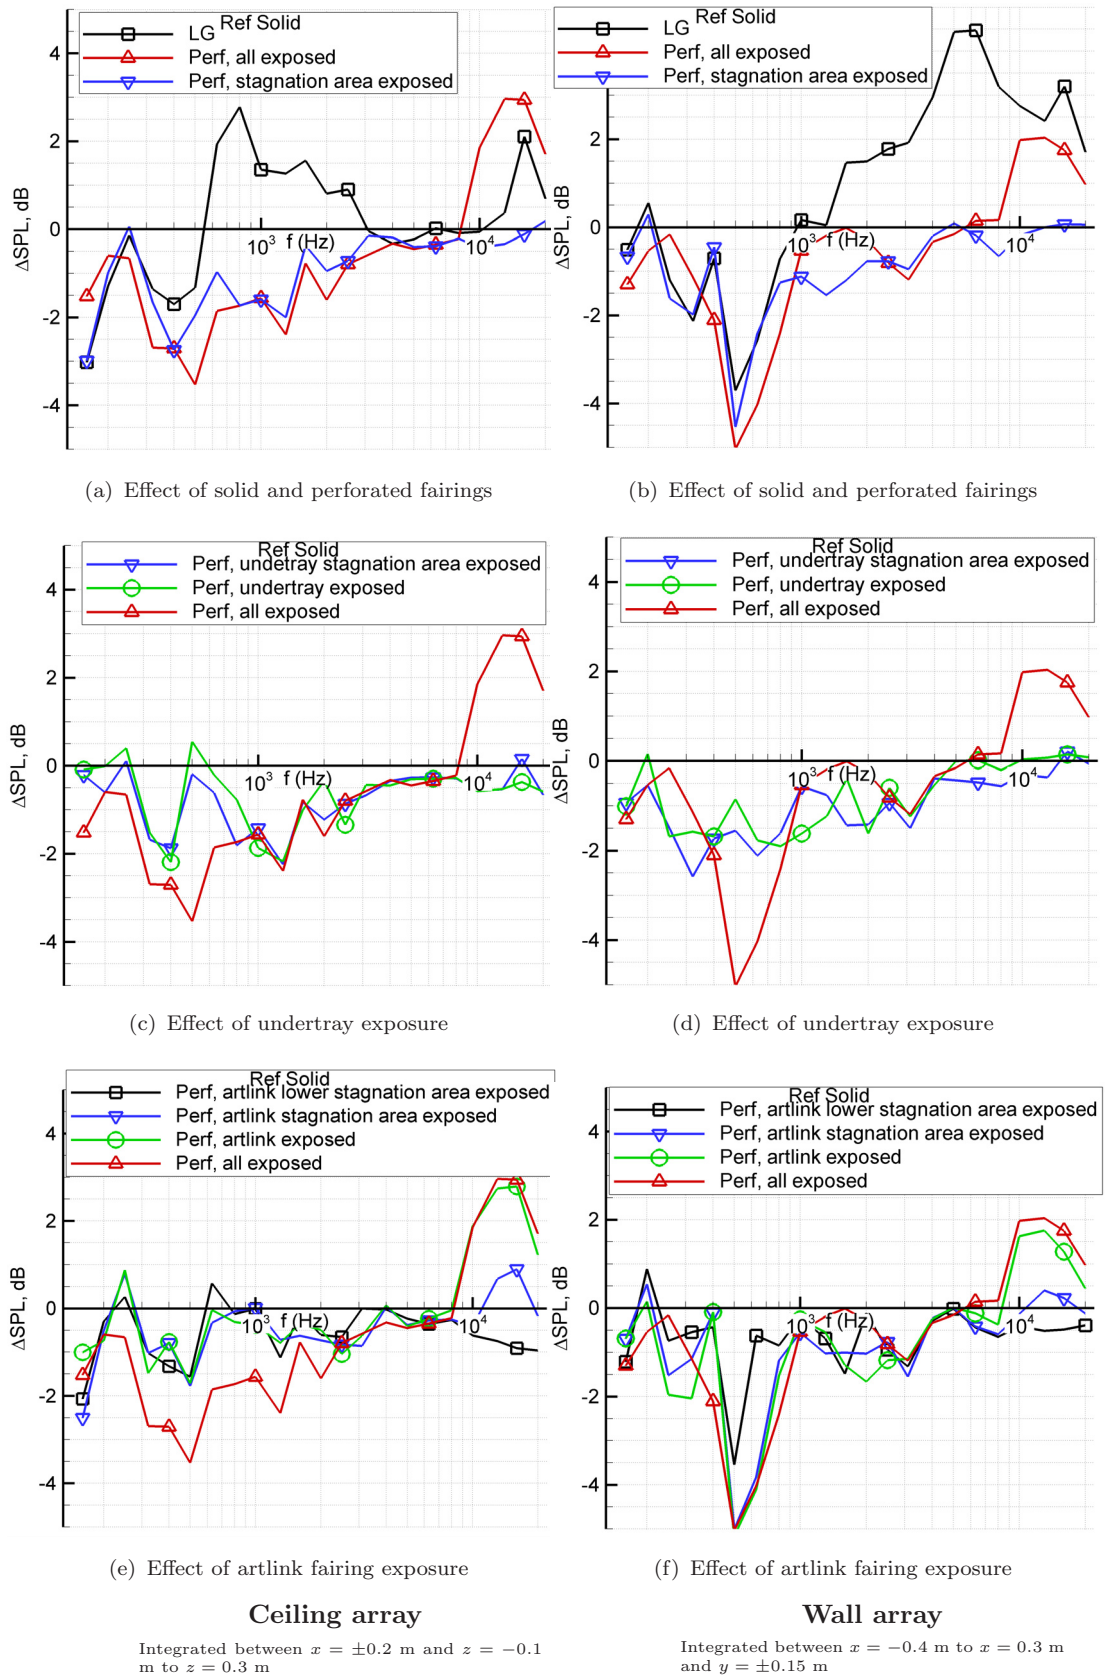 Ref Solid
LG
Perf, all exposed
Perf, stagnation area exposed
4
2
0
-2
-4
ΔSPL, dB
10³ f (Hz)
10⁴
(a) Effect of solid and perforated fairings
Ref Solid
LG
Perf, all exposed
Perf, stagnation area exposed
2
0
-2
-4
ΔSPL, dB
10³ f (Hz)
10⁴
(b) Effect of solid and perforated fairings
Ref Solid
Perf, undetray stagnation area exposed
Perf, undertray exposed
Perf, all exposed
4
2
0
-2
-4
ΔSPL, dB
10³ f (Hz)
10⁴
(c) Effect of undertray exposure
Ref Solid
Perf, undertray stagnation area exposed
Perf, undertray exposed
Perf, all exposed
4
2
0
-2
-4
ΔSPL, dB
10³ f (Hz)
10⁴
(d) Effect of undertray exposure
Ref Solid
Perf, artlink lower stagnation area exposed
Perf, artlink stagnation area exposed
Perf, artlink exposed
Perf, all exposed
4
2
0
-2
-4
ΔSPL, dB
10³ f (Hz)
10⁴
(e) Effect of artlink fairing exposure
Ref Solid
Perf, artlink lower stagnation area exposed
Perf, artlink stagnation area exposed
Perf, artlink exposed
Perf, all exposed
4
2
0
-2
-4
ΔSPL, dB
10³ f (Hz)
10⁴
(f) Effect of artlink fairing exposure
Ceiling array
Integrated between x = ±0.2 m and z = −0.1
m to z = 0.3 m
Wall array
Integrated between x = −0.4 m to x = 0.3 m
and y = ±0.15 m